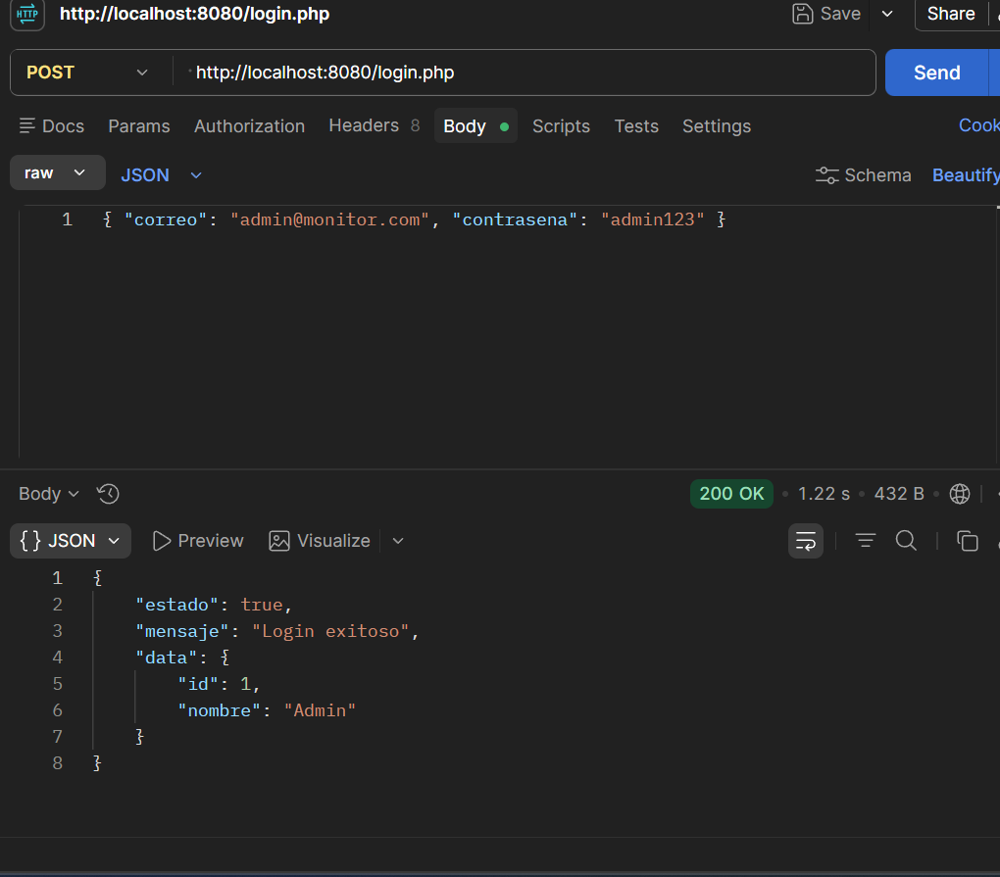 HTTP http://localhost:8080/login.php Save Share
POST http://localhost:8080/login.php Send
Docs Params Authorization Headers 8 Body Scripts Tests Settings Cook
raw JSON Schema Beautify
1 { "correo": "admin@monitor.com", "contrasena": "admin123" }
Body 200 OK • 1.22 s • 432 B •
{} JSON Preview Visualize
1 {
2 "estado": true,
3 "mensaje": "Login exitoso",
4 "data": {
5 "id": 1,
6 "nombre": "Admin"
7 }
8 }